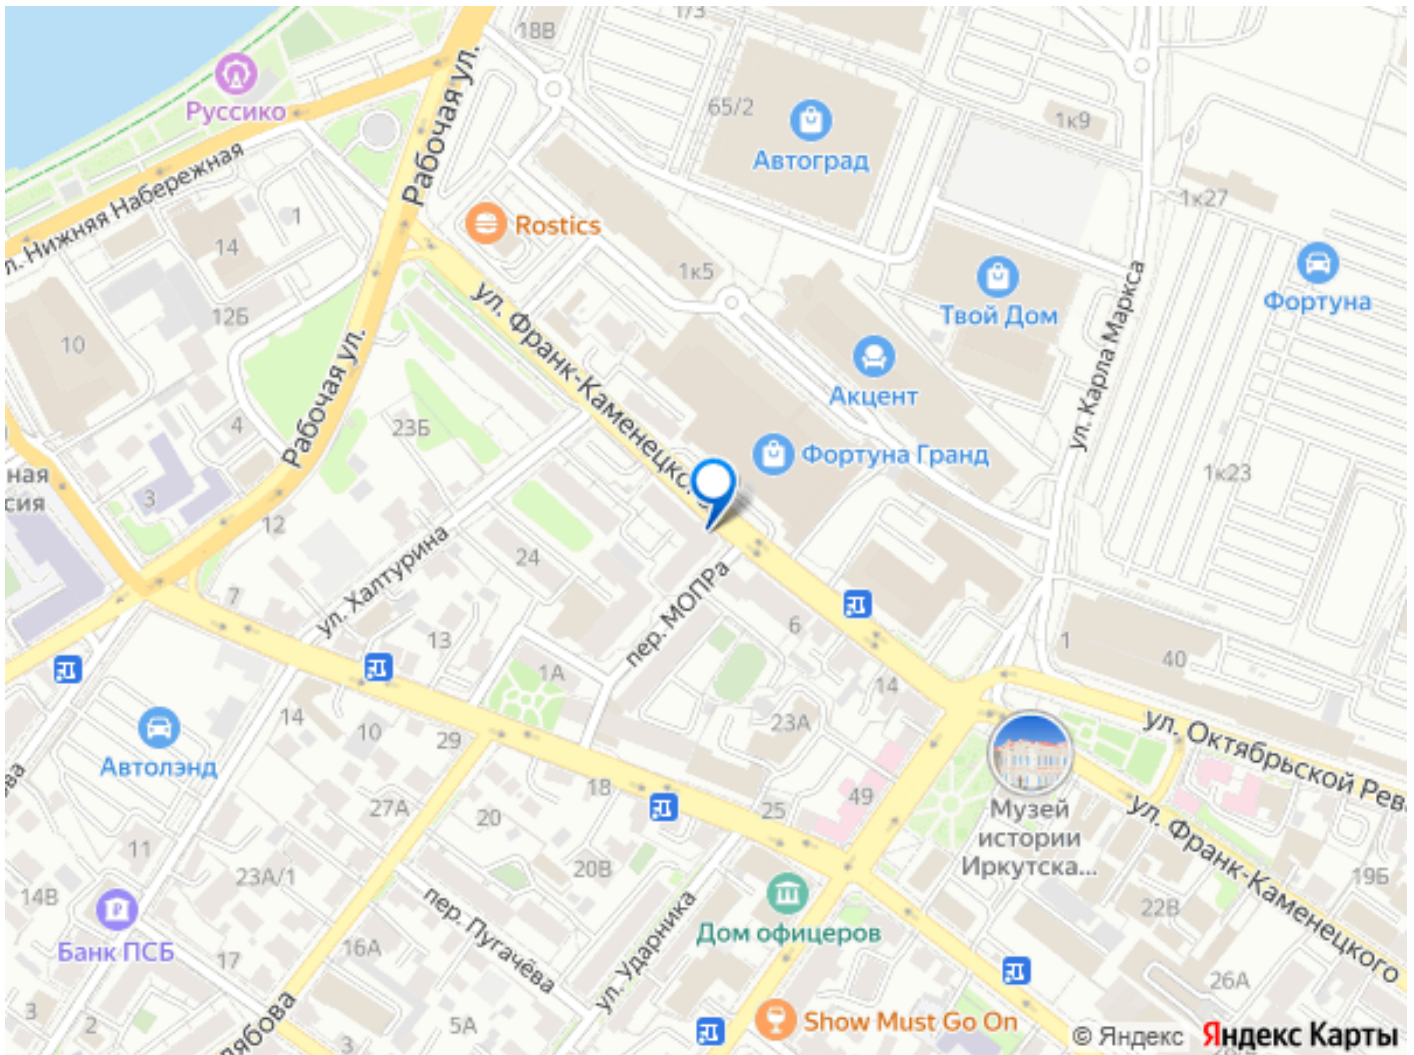 1/3
18В
Рабочая ул.
Руссико
65/2
1к9
Автоград
ул. Нижняя Набережная
1к27
1
14
Rostics
1к5
Твой Дом
Фортуна
ул. Карла Маркса
12Б
10
ул. Франк-Каменецко
Акцент
4
23Б
Рабочая ул.
Фортуна Гранд
ная
сия
3
1к23
12
24
ул. Халтурина
7
пер. МОПРа
13
6
1
40
1А
14
14
10
29
23А
ул. Октябрьской Рев
Автолэнд
ова
18
25
49
27А
20
Музей
истории
Иркутска...
ул. Франк-Каменецкого
11
20В
23А/1
14В
19Б
22В
пер. Пугачёва
ул. Ударника
Дом офицеров
Банк ПСБ
17
16А
26А
3
2
лябова
5А
3
Show Must Go On
© Яндекс Яндекс Карты